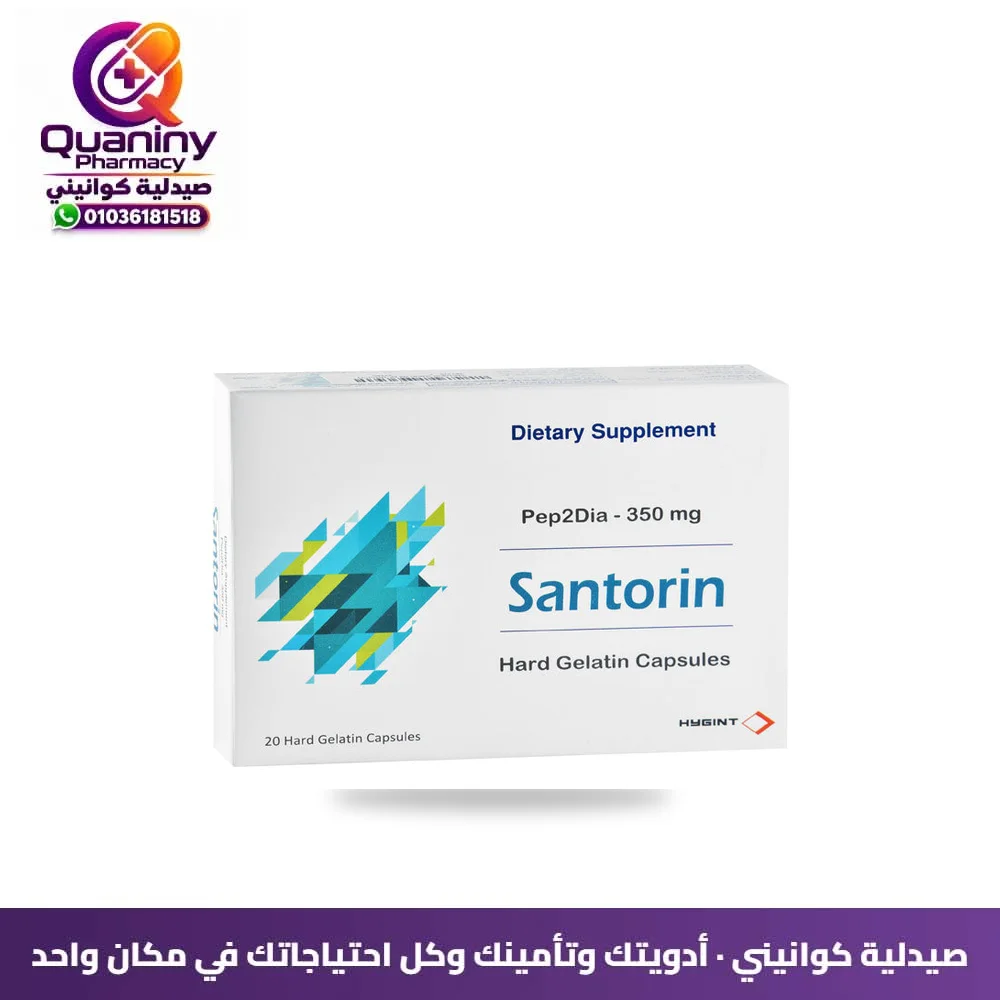 Quaniny
Pharmacy
صيدلية كوانيني
01036181518
Dietary Supplement
Pep2Dia - 350 mg
Santorin
Hard Gelatin Capsules
HYGINT
20 Hard Gelatin Capsules
Santorin
صيدلية كوانيني · أدويتك وتأمينك وكل احتياجاتك في مكان واحد